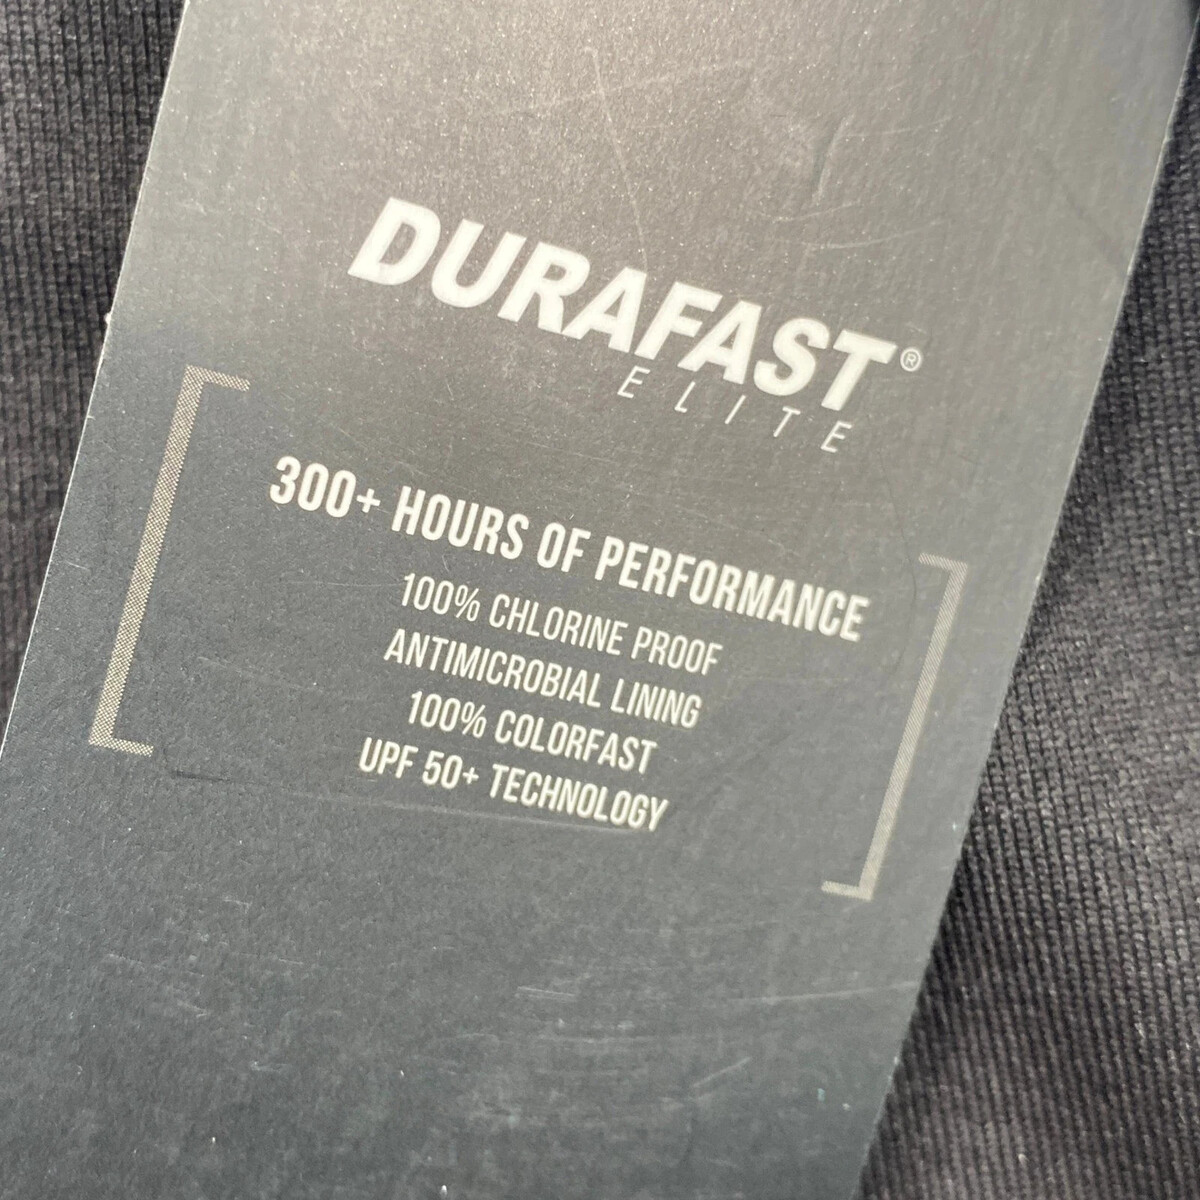 DURAFAST®
ELITE
300+ HOURS OF PERFORMANCE
100% CHLORINE PROOF
ANTIMICROBIAL LINING
100% COLORFAST
UPF 50+ TECHNOLOGY